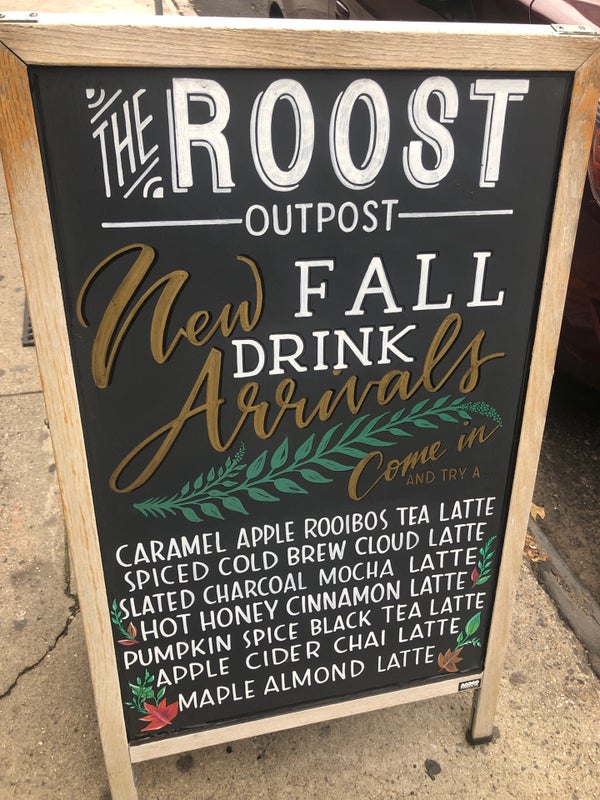 THE ROOST
OUTPOST
New FALL
DRINK
Arrivals
Come in
AND TRY A...
CARAMEL APPLE ROOIBOS TEA LATTE
SPICED COLD BREW CLOUD LATTE
SLATED CHARCOAL MOCHA LATTE
HOT HONEY CINNAMON LATTE
PUMPKIN SPICE BLACK TEA LATTE
APPLE CIDER CHAI LATTE
MAPLE ALMOND LATTE